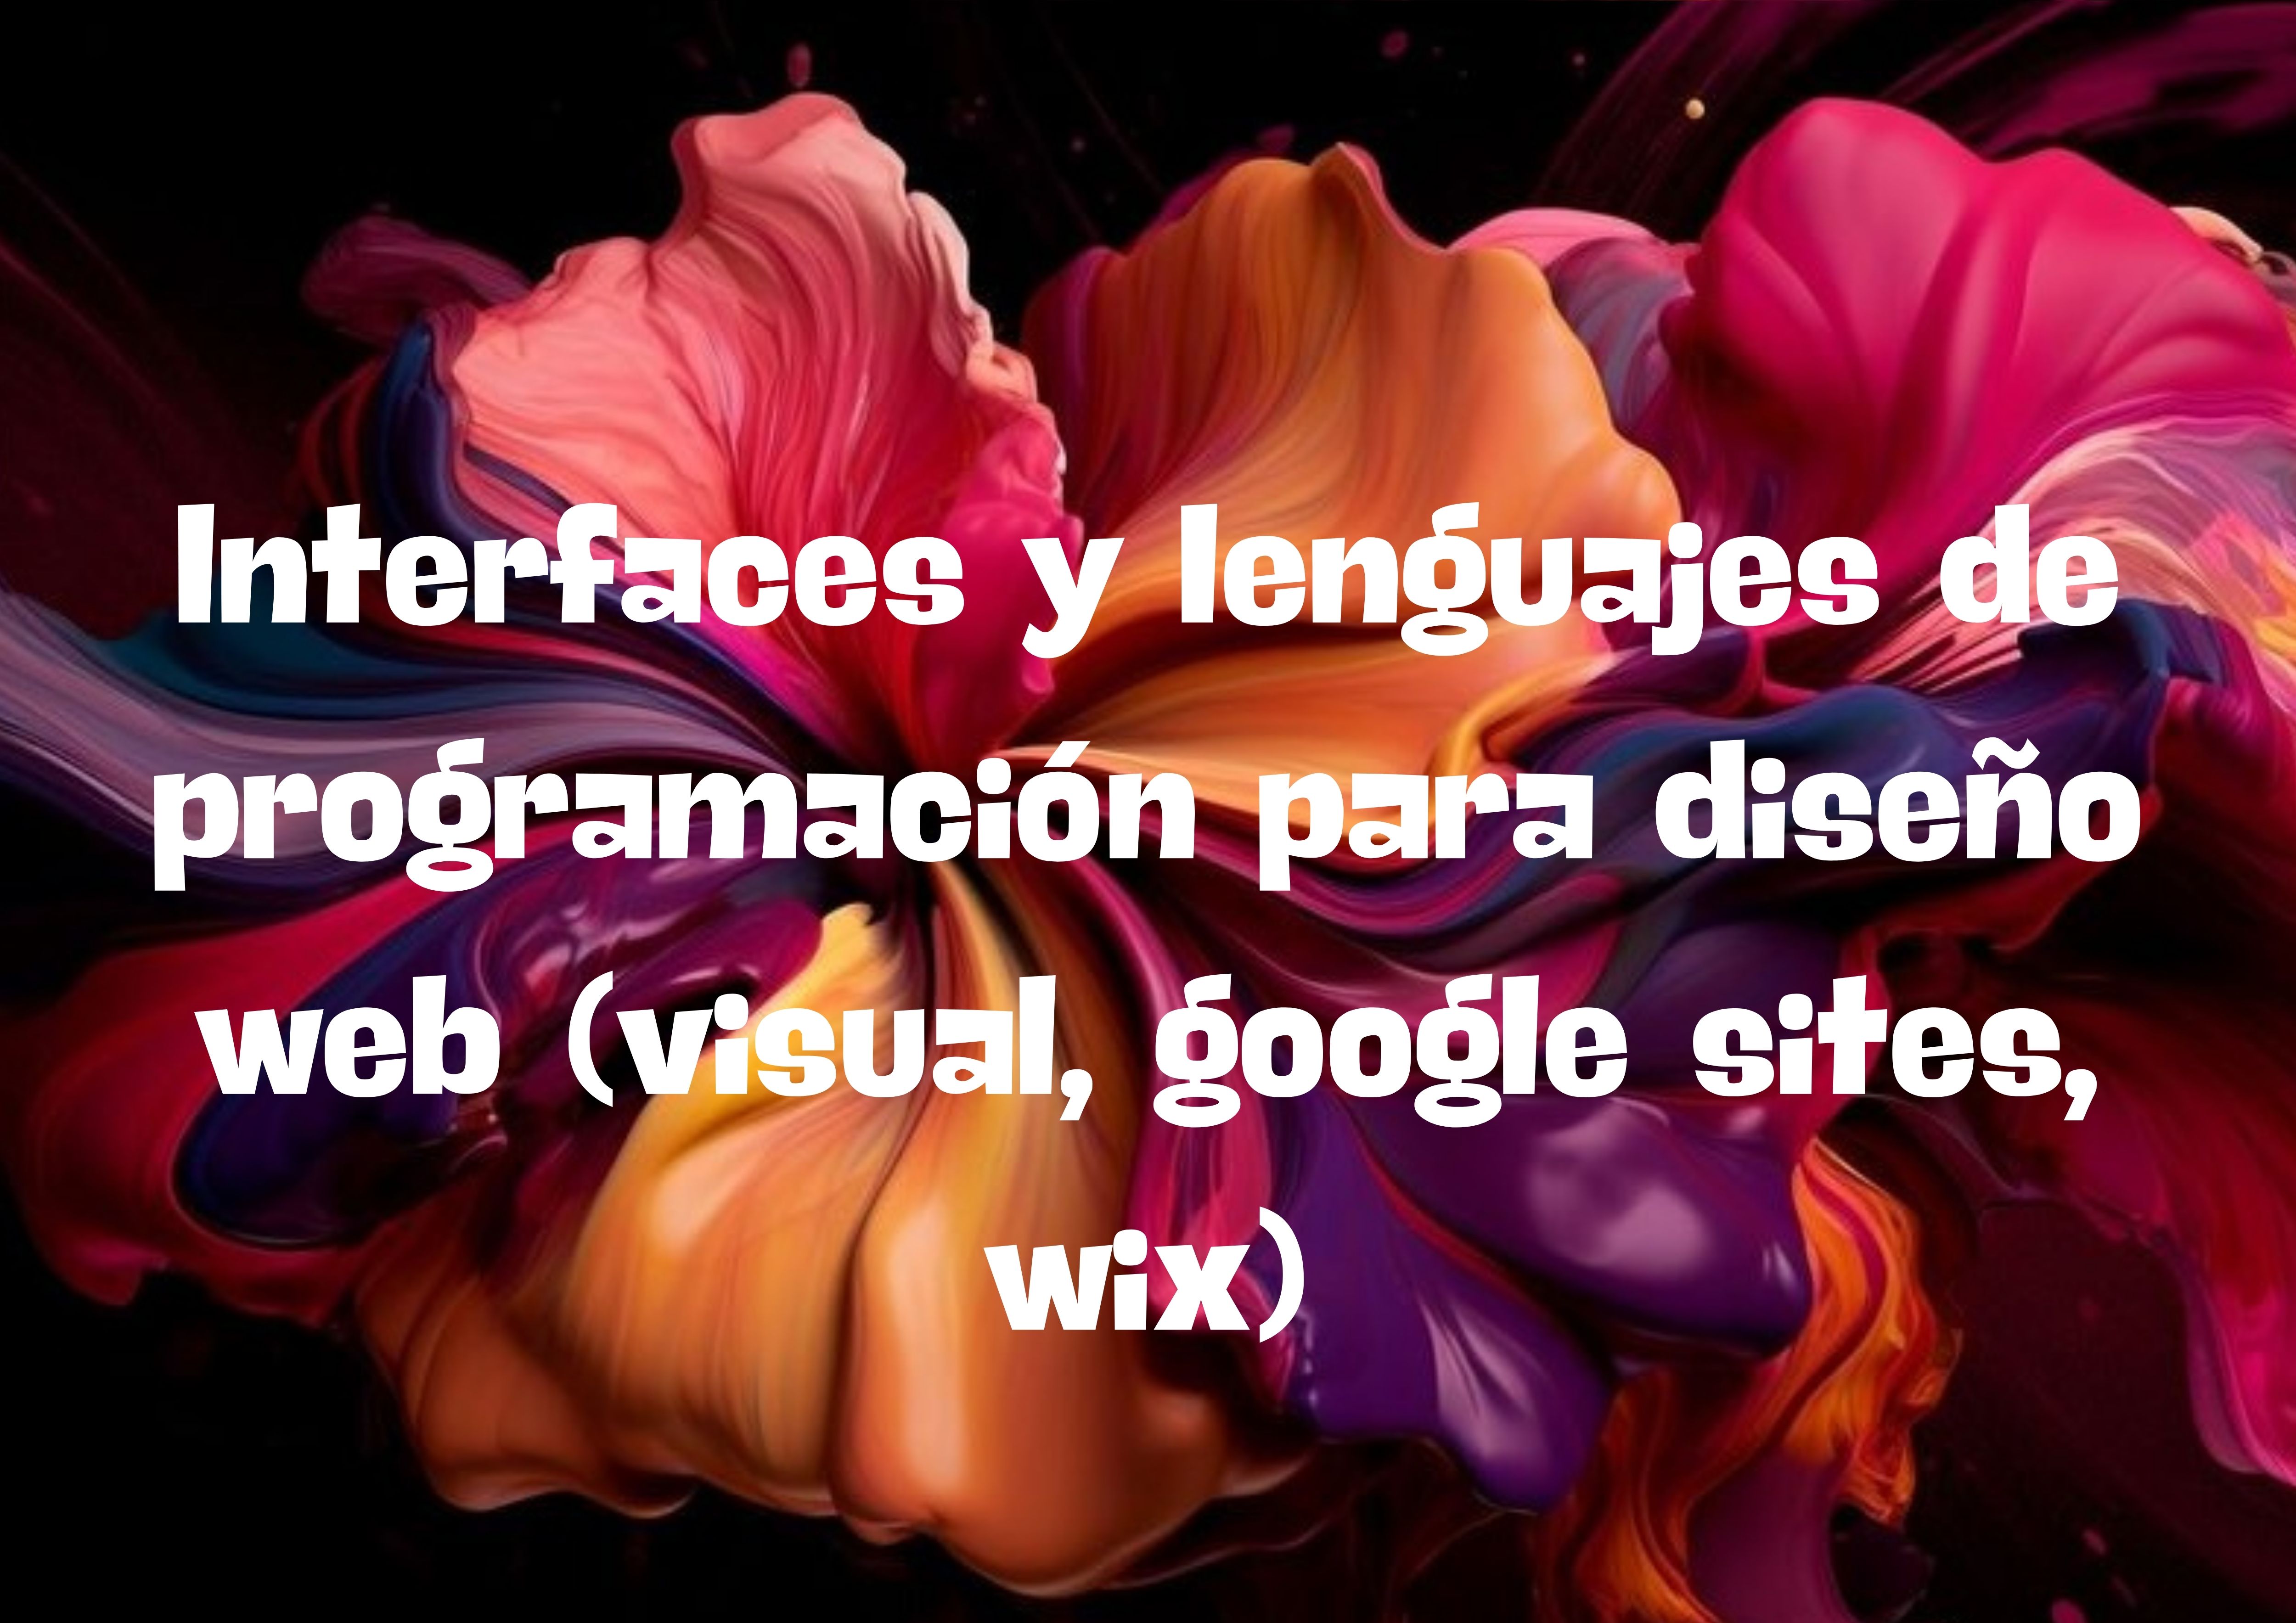 Interfaces y lenguajes de
programación para diseño
web (visual, google sites,
wix)